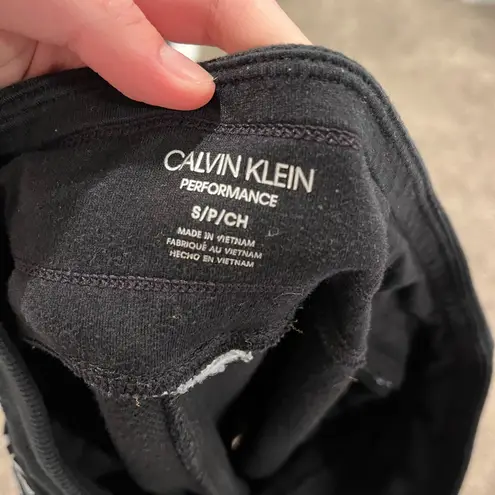 CALVIN KLEIN
PERFORMANCE
S/P/CH
MADE IN VIETNAM
FABRIQUÉ AU VIETNAM
HECHO EN VIETNAM